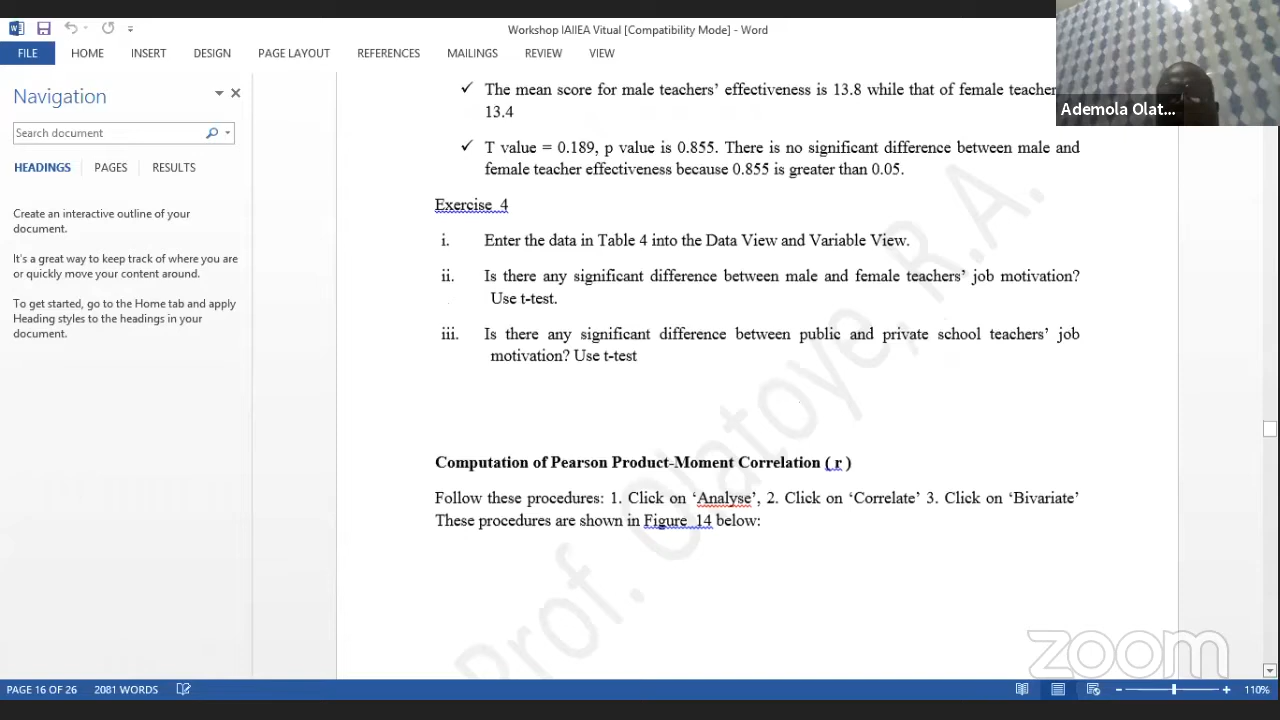 Workshop IAIIEA Vitual [Compatibility Mode] - Word
FILE HOME INSERT DESIGN PAGE LAYOUT REFERENCES MAILINGS REVIEW VIEW
Ademola Olat...
Navigation
Search document
HEADINGS PAGES RESULTS
Create an interactive outline of your
document.
It's a great way to keep track of where you are
or quickly move your content around.
To get started, go to the Home tab and apply
Heading styles to the headings in your
document.
✓ The mean score for male teachers' effectiveness is 13.8 while that of female teacher
13.4
✓ T value = 0.189, p value is 0.855. There is no significant difference between male and
female teacher effectiveness because 0.855 is greater than 0.05.
Exercise 4
i. Enter the data in Table 4 into the Data View and Variable View.
ii. Is there any significant difference between male and female teachers' job motivation?
Use t-test.
iii. Is there any significant difference between public and private school teachers' job
motivation? Use t-test
Computation of Pearson Product-Moment Correlation ( r )
Follow these procedures: 1. Click on 'Analyse', 2. Click on 'Correlate' 3. Click on 'Bivariate'
These procedures are shown in Figure 14 below:
Prof. Olatoye, R.A.
zoom
PAGE 16 OF 26 2081 WORDS 110%